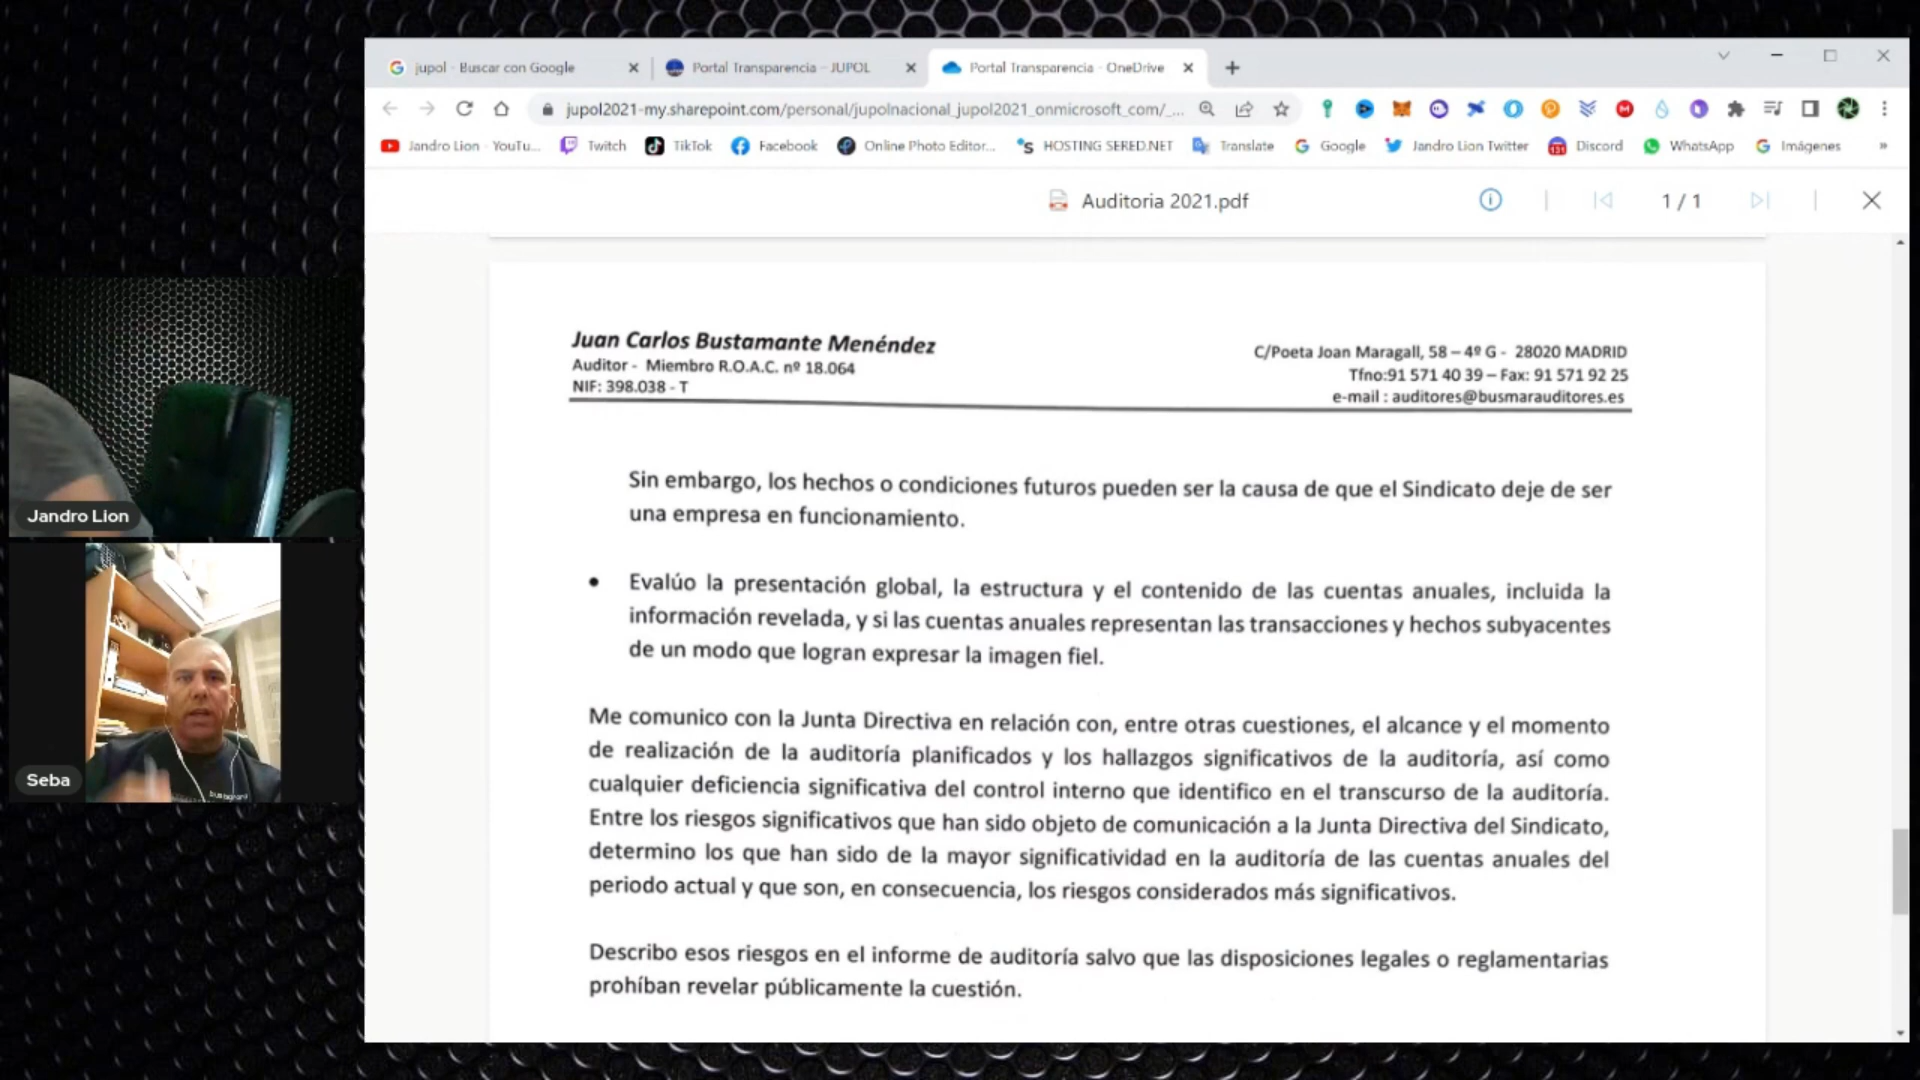 jupol - Buscar con Google
Portal Transparencia – JUPOL
Portal Transparencia - OneDrive
jupol2021-my.sharepoint.com/personal/jupolnacional_jupol2021_onmicrosoft_com/_...
Jandro Lion - YouTu...
Twitch
TikTok
Facebook
Online Photo Editor...
HOSTING SERED.NET
Translate
Google
Jandro Lion Twitter
Discord
WhatsApp
Imágenes
»
Auditoria 2021.pdf
1 / 1
Juan Carlos Bustamante Menéndez
Auditor - Miembro R.O.A.C. nº 18.064
NIF: 398.038 - T
C/Poeta Joan Maragall, 58 – 4º G - 28020 MADRID
Tfno:91 571 40 39 – Fax: 91 571 92 25
e-mail : auditores@busmarauditores.es
Sin embargo, los hechos o condiciones futuros pueden ser la causa de que el Sindicato deje de ser
una empresa en funcionamiento.
• Evalúo la presentación global, la estructura y el contenido de las cuentas anuales, incluida la
información revelada, y si las cuentas anuales representan las transacciones y hechos subyacentes
de un modo que logran expresar la imagen fiel.
Me comunico con la Junta Directiva en relación con, entre otras cuestiones, el alcance y el momento
de realización de la auditoría planificados y los hallazgos significativos de la auditoría, así como
cualquier deficiencia significativa del control interno que identifico en el transcurso de la auditoría.
Entre los riesgos significativos que han sido objeto de comunicación a la Junta Directiva del Sindicato,
determino los que han sido de la mayor significatividad en la auditoría de las cuentas anuales del
periodo actual y que son, en consecuencia, los riesgos considerados más significativos.
Describo esos riesgos en el informe de auditoría salvo que las disposiciones legales o reglamentarias
prohíban revelar públicamente la cuestión.
Jandro Lion
Seba